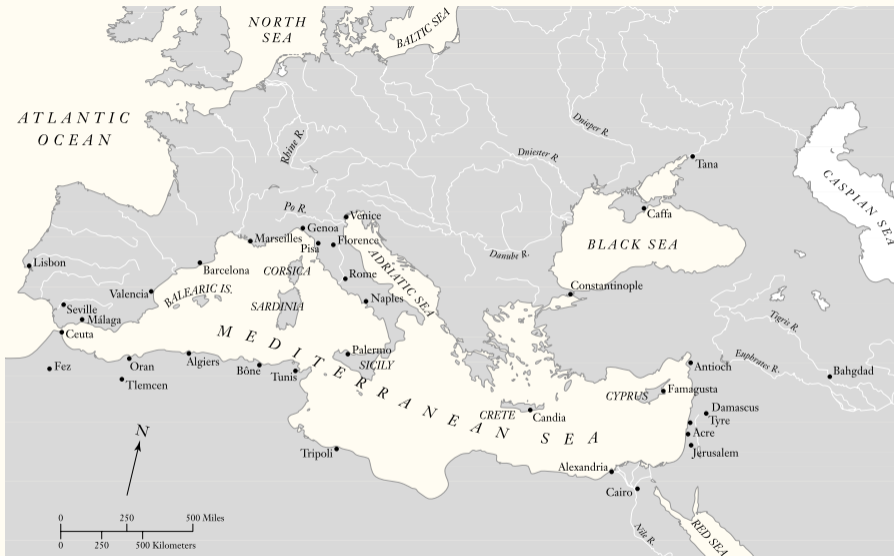 NORTH
SEA
BALTIC SEA
ATLANTIC
OCEAN
Rhine R.
Dnieper R.
Dniester R.
Tana
CASPIAN SEA
Po R.
Venice
Caffa
Genoa
Marseilles
Pisa
Florence
BLACK SEA
Danube R.
Lisbon
Barcelona
CORSICA
Rome
ADRIATIC SEA
Constantinople
Valencia
BALEARIC IS.
SARDINIA
Naples
Seville
Málaga
Ceuta
Tigris R.
MEDITERRANEAN SEA
Palermo
SICILY
Euphrates R.
Fez
Oran
Algiers
Bône
Tunis
Antioch
Bahgdad
Tlemcen
CYPRUS
Famagusta
CRETE
Candia
Damascus
Tyre
Acre
Jerusalem
N
Tripoli
Alexandria
Cairo
Nile R.
RED SEA
0 250 500 Miles
0 250 500 Kilometers